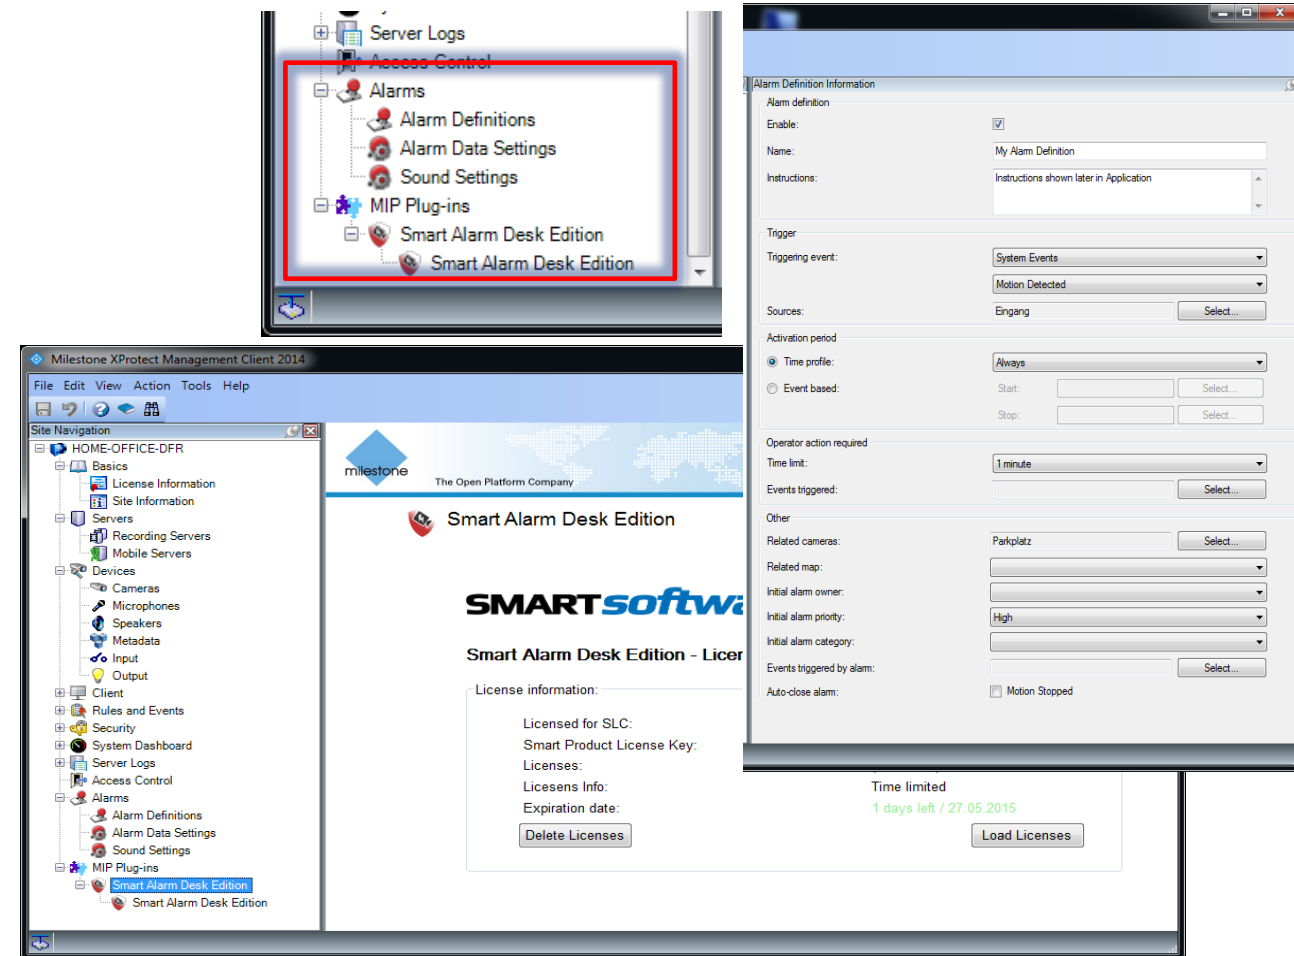 Server Logs
Access Control
Alarms
Alarm Definitions
Alarm Data Settings
Sound Settings
MIP Plug-ins
Smart Alarm Desk Edition
Smart Alarm Desk Edition
Alarm Definition Information
Alarm definition
Enable:
Name: My Alarm Definition
Instructions: Instructions shown later in Application
Trigger
Triggering event: System Events
Motion Detected
Sources: Eingang Select...
Activation period
Time profile: Always
Event based: Start: Select...
Stop: Select...
Operator action required
Time limit: 1 minute
Events triggered: Select...
Other
Related cameras: Parkplatz Select...
Related map:
Initial alarm owner:
Initial alarm priority: High
Initial alarm category:
Events triggered by alarm: Select...
Auto-close alarm: Motion Stopped
Milestone XProtect Management Client 2014
File Edit View Action Tools Help
Site Navigation
HOME-OFFICE-DFR
Basics
License Information
Site Information
Servers
Recording Servers
Mobile Servers
Devices
Cameras
Microphones
Speakers
Metadata
Input
Output
Client
Rules and Events
Security
System Dashboard
Server Logs
Access Control
Alarms
Alarm Definitions
Alarm Data Settings
Sound Settings
MIP Plug-ins
Smart Alarm Desk Edition
Smart Alarm Desk Edition
milestone
The Open Platform Company
Smart Alarm Desk Edition
SMARTsoftwa
Smart Alarm Desk Edition - Licer
License information:
Licensed for SLC:
Smart Product License Key:
Licenses:
Licesens Info: Time limited
Expiration date: 1 days left / 27.05.2015
Delete Licenses Load Licenses